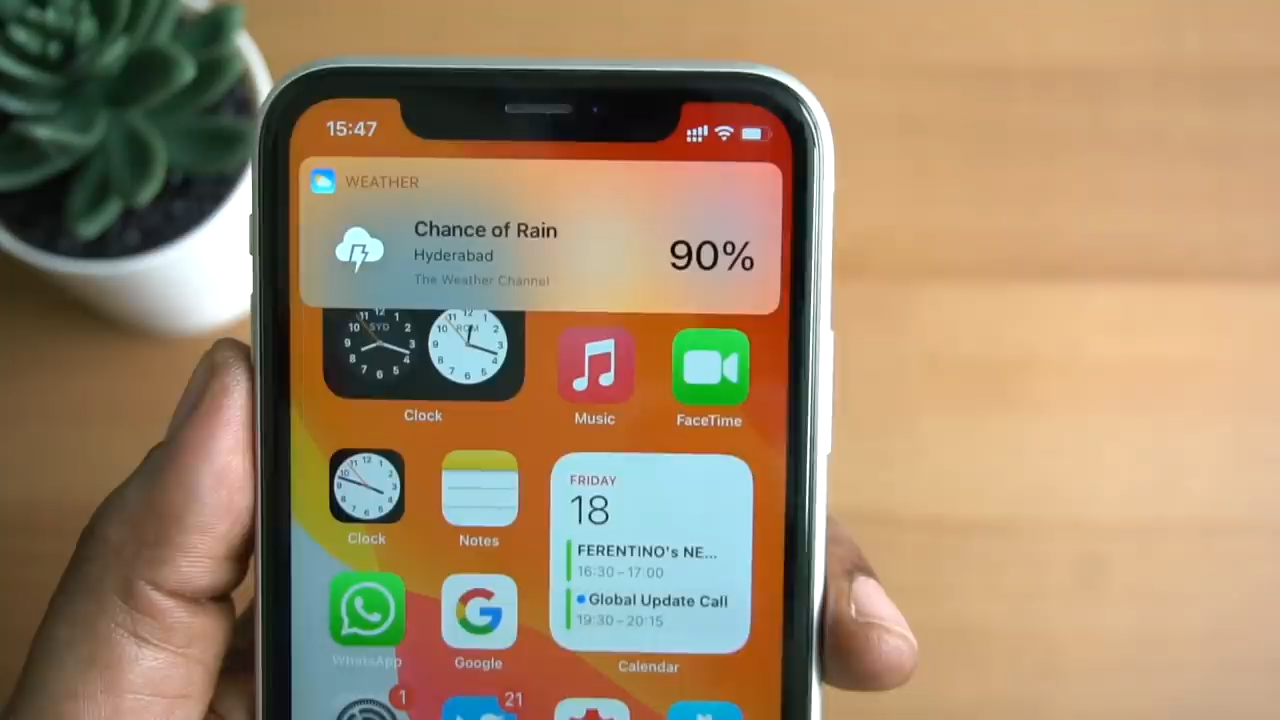 15:47
WEATHER
Chance of Rain
Hyderabad
90%
The Weather Channel
SYD
Clock
Music
FaceTime
FRIDAY
18
Clock
Notes
FERENTINO's NE...
16:30 – 17:00
Global Update Call
19:30 – 20:15
WhatsApp
G
Google
Calendar
1
21